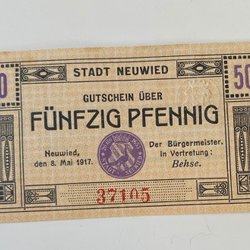 50
STADT NEUWIED
50
GUTSCHEIN ÜBER
FÜNFZIG PFENNIG
Neuwied,
den 8. Mai 1917.
Der Bürgermeister.
In Vertretung:
Behse.
37105